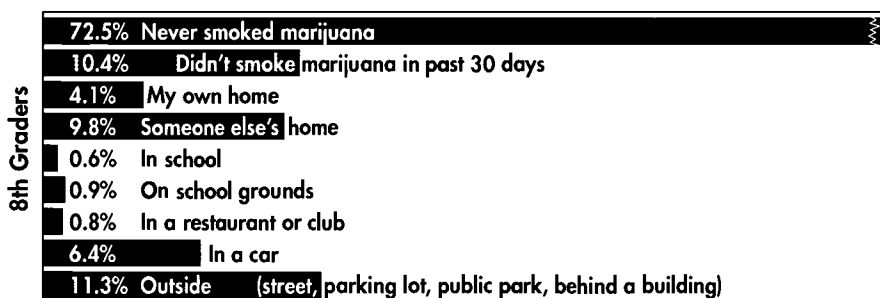 8th Graders
72.5% Never smoked marijuana
10.4% Didn't smoke marijuana in past 30 days
4.1% My own home
9.8% Someone else's home
0.6% In school
0.9% On school grounds
0.8% In a restaurant or club
6.4% In a car
11.3% Outside (street, parking lot, public park, behind a building)